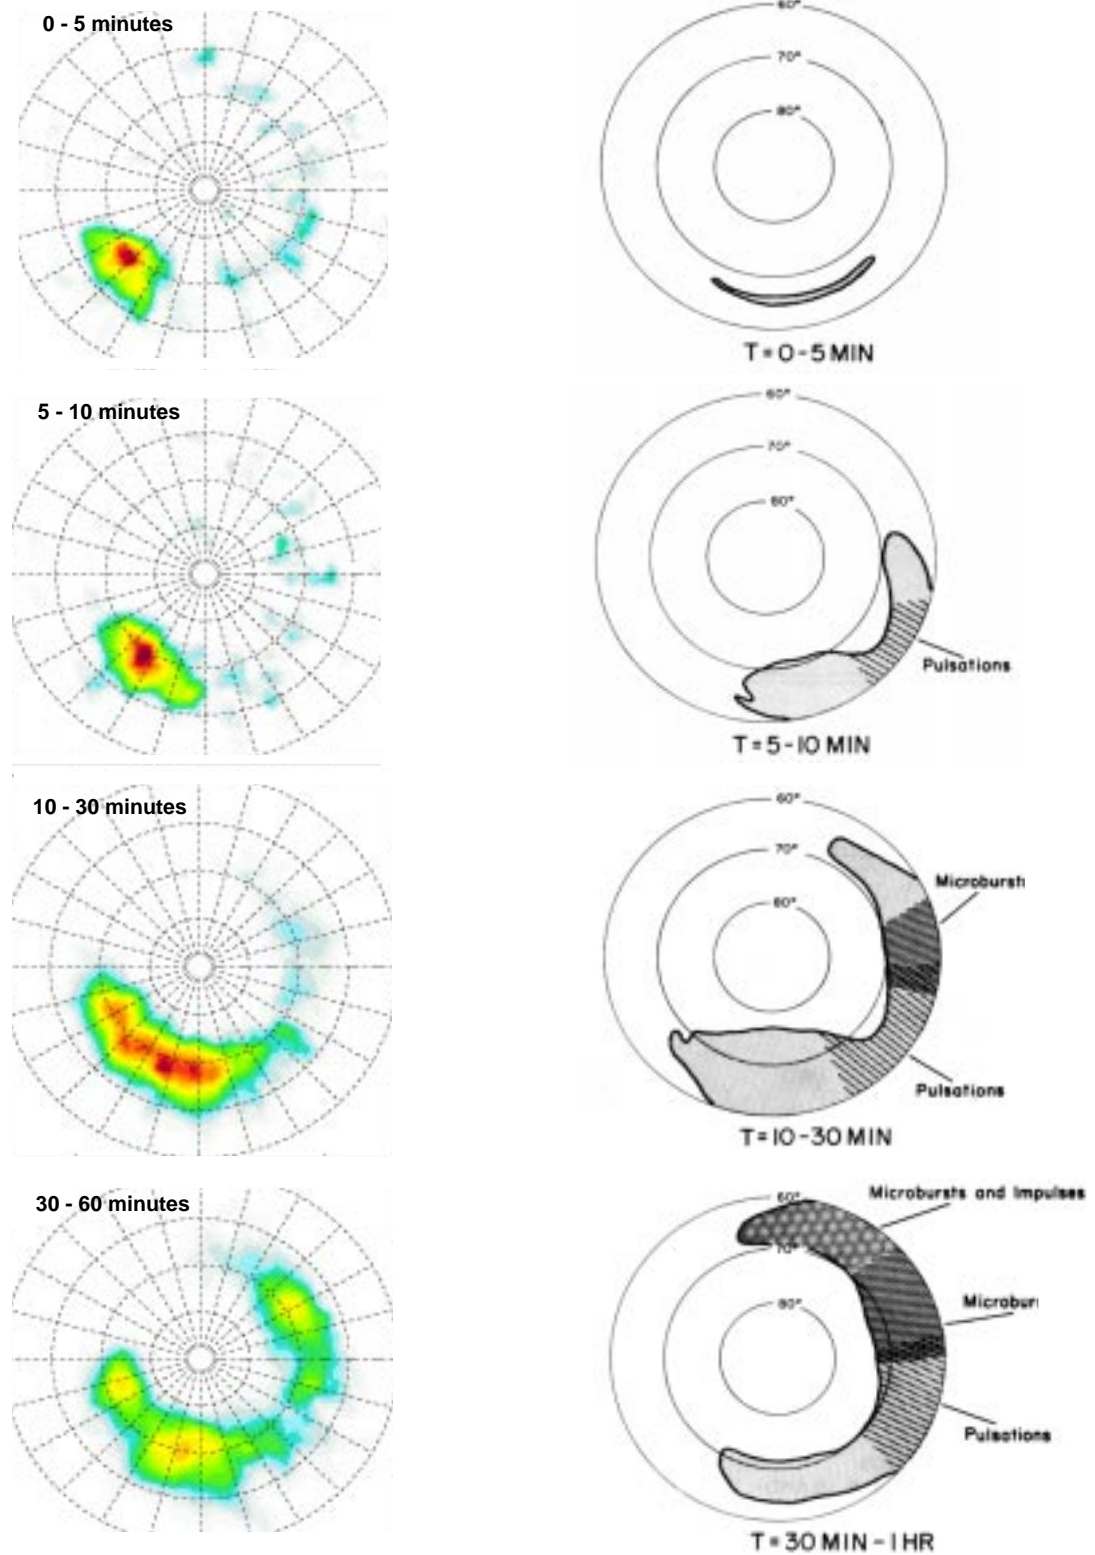 0 - 5 minutes
60°
70°
80°
T = 0 - 5 MIN
5 - 10 minutes
60°
70°
80°
Pulsations
T = 5 - 10 MIN
10 - 30 minutes
60°
70°
80°
Microburst
Pulsations
T = 10 - 30 MIN
30 - 60 minutes
Microbursts and Impulses
60°
70°
80°
Microbur
Pulsations
T = 30 MIN - 1 HR